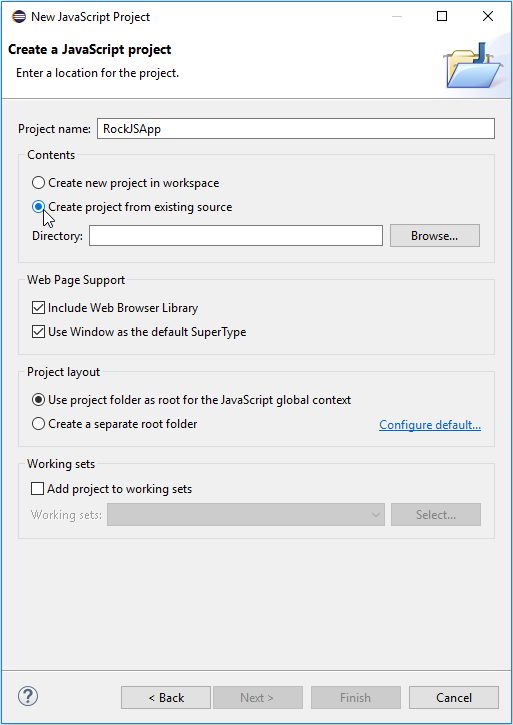 New JavaScript Project
Create a JavaScript project
Enter a location for the project.
Project name: RockJSApp
Contents
Create new project in workspace
Create project from existing source
Directory: Browse...
Web Page Support
Include Web Browser Library
Use Window as the default SuperType
Project layout
Use project folder as root for the JavaScript global context
Create a separate root folder Configure default...
Working sets
Add project to working sets
Working sets: Select...
? < Back Next > Finish Cancel